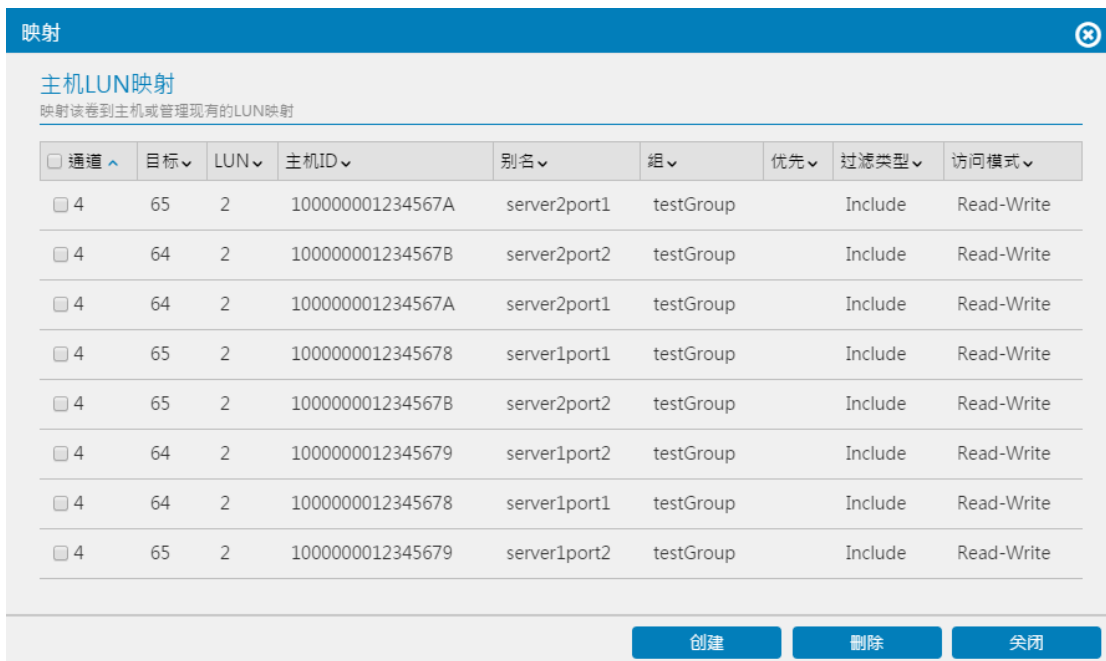 映射
主机LUN映射
映射该卷到主机或管理现有的LUN映射
通道 目标 LUN 主机ID 别名 组 优先 过滤类型 访问模式
4 65 2 100000001234567A server2port1 testGroup Include Read-Write
4 64 2 100000001234567B server2port2 testGroup Include Read-Write
4 64 2 100000001234567A server2port1 testGroup Include Read-Write
4 65 2 1000000012345678 server1port1 testGroup Include Read-Write
4 65 2 100000001234567B server2port2 testGroup Include Read-Write
4 64 2 1000000012345679 server1port2 testGroup Include Read-Write
4 64 2 1000000012345678 server1port1 testGroup Include Read-Write
4 65 2 1000000012345679 server1port2 testGroup Include Read-Write
创建 删除 关闭